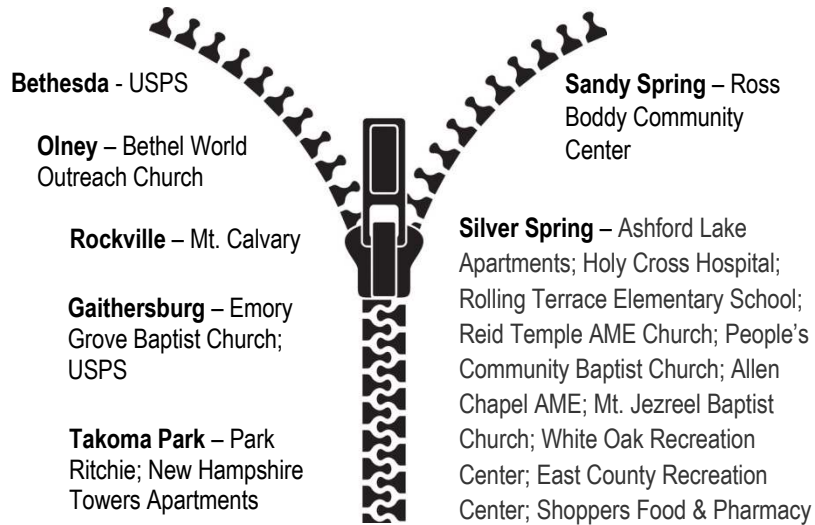 Bethesda - USPS
Olney – Bethel World
Outreach Church
Rockville – Mt. Calvary
Gaithersburg – Emory
Grove Baptist Church;
USPS
Takoma Park – Park
Ritchie; New Hampshire
Towers Apartments
Sandy Spring – Ross
Boddy Community
Center
Silver Spring – Ashford Lake
Apartments; Holy Cross Hospital;
Rolling Terrace Elementary School;
Reid Temple AME Church; People’s
Community Baptist Church; Allen
Chapel AME; Mt. Jezreel Baptist
Church; White Oak Recreation
Center; East County Recreation
Center; Shoppers Food & Pharmacy